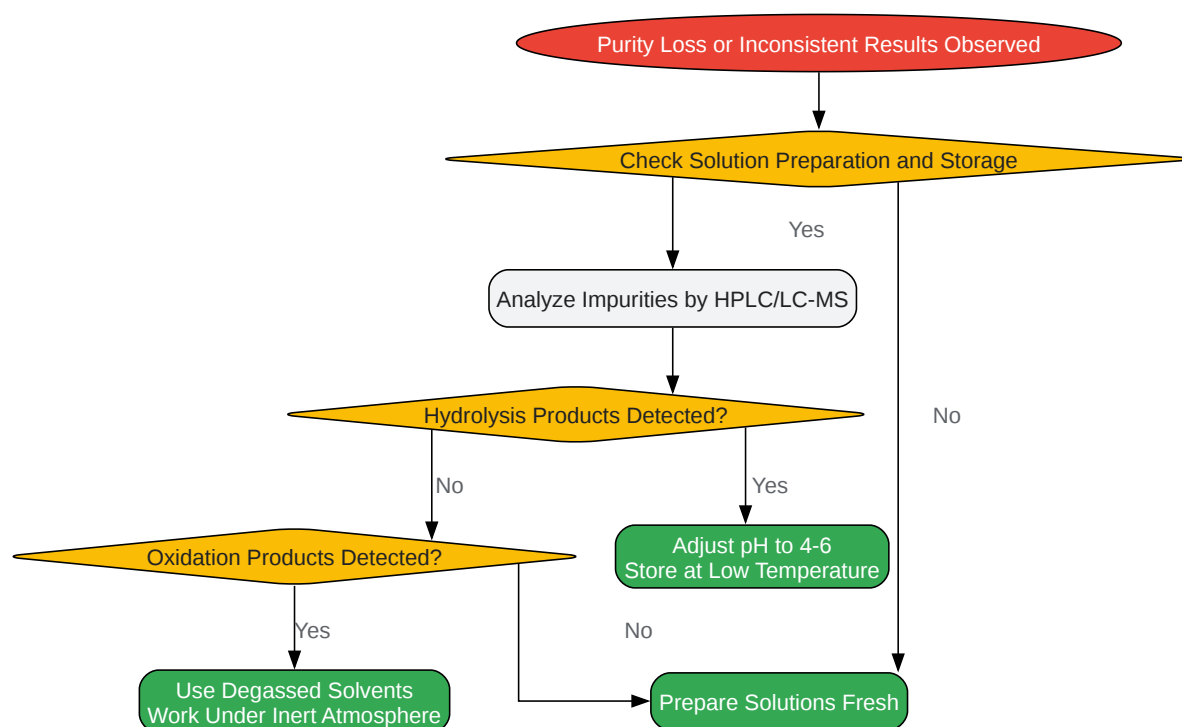 Purity Loss or Inconsistent Results Observed
Check Solution Preparation and Storage
Yes
Analyze Impurities by HPLC/LC-MS
Hydrolysis Products Detected?
No
No
Yes
Adjust pH to 4-6
Store at Low Temperature
Oxidation Products Detected?
Yes
No
Use Degassed Solvents
Work Under Inert Atmosphere
Prepare Solutions Fresh